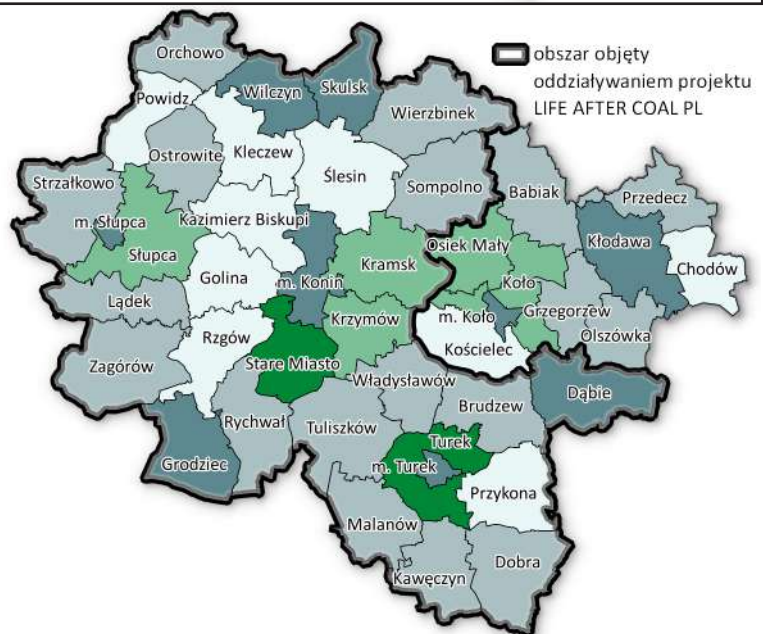 obszar objęty
oddziaływaniem projektu
LIFE AFTER COAL PL
Orchowo
Powidz
Wilczyn
Skulsk
Wierzbinek
Ostrowite
Kleczew
Ślesin
Strzałkowo
Sompolno
Babiak
Przedecz
m. Słupca
Kazimierz Biskupi
Osiek Mały
Kłodawa
Słupca
Kramsk
Chodów
Golina
m. Konin
Koło
Lądek
Krzymów
m. Koło
Grzegorzew
Rzgów
Kościelec
Olszówka
Zagórów
Stare Miasto
Władysławów
Dąbie
Rychwał
Tuliszków
Brudzew
Turek
Grodziec
m. Turek
Przykona
Malanów
Dobra
Kawęczyn